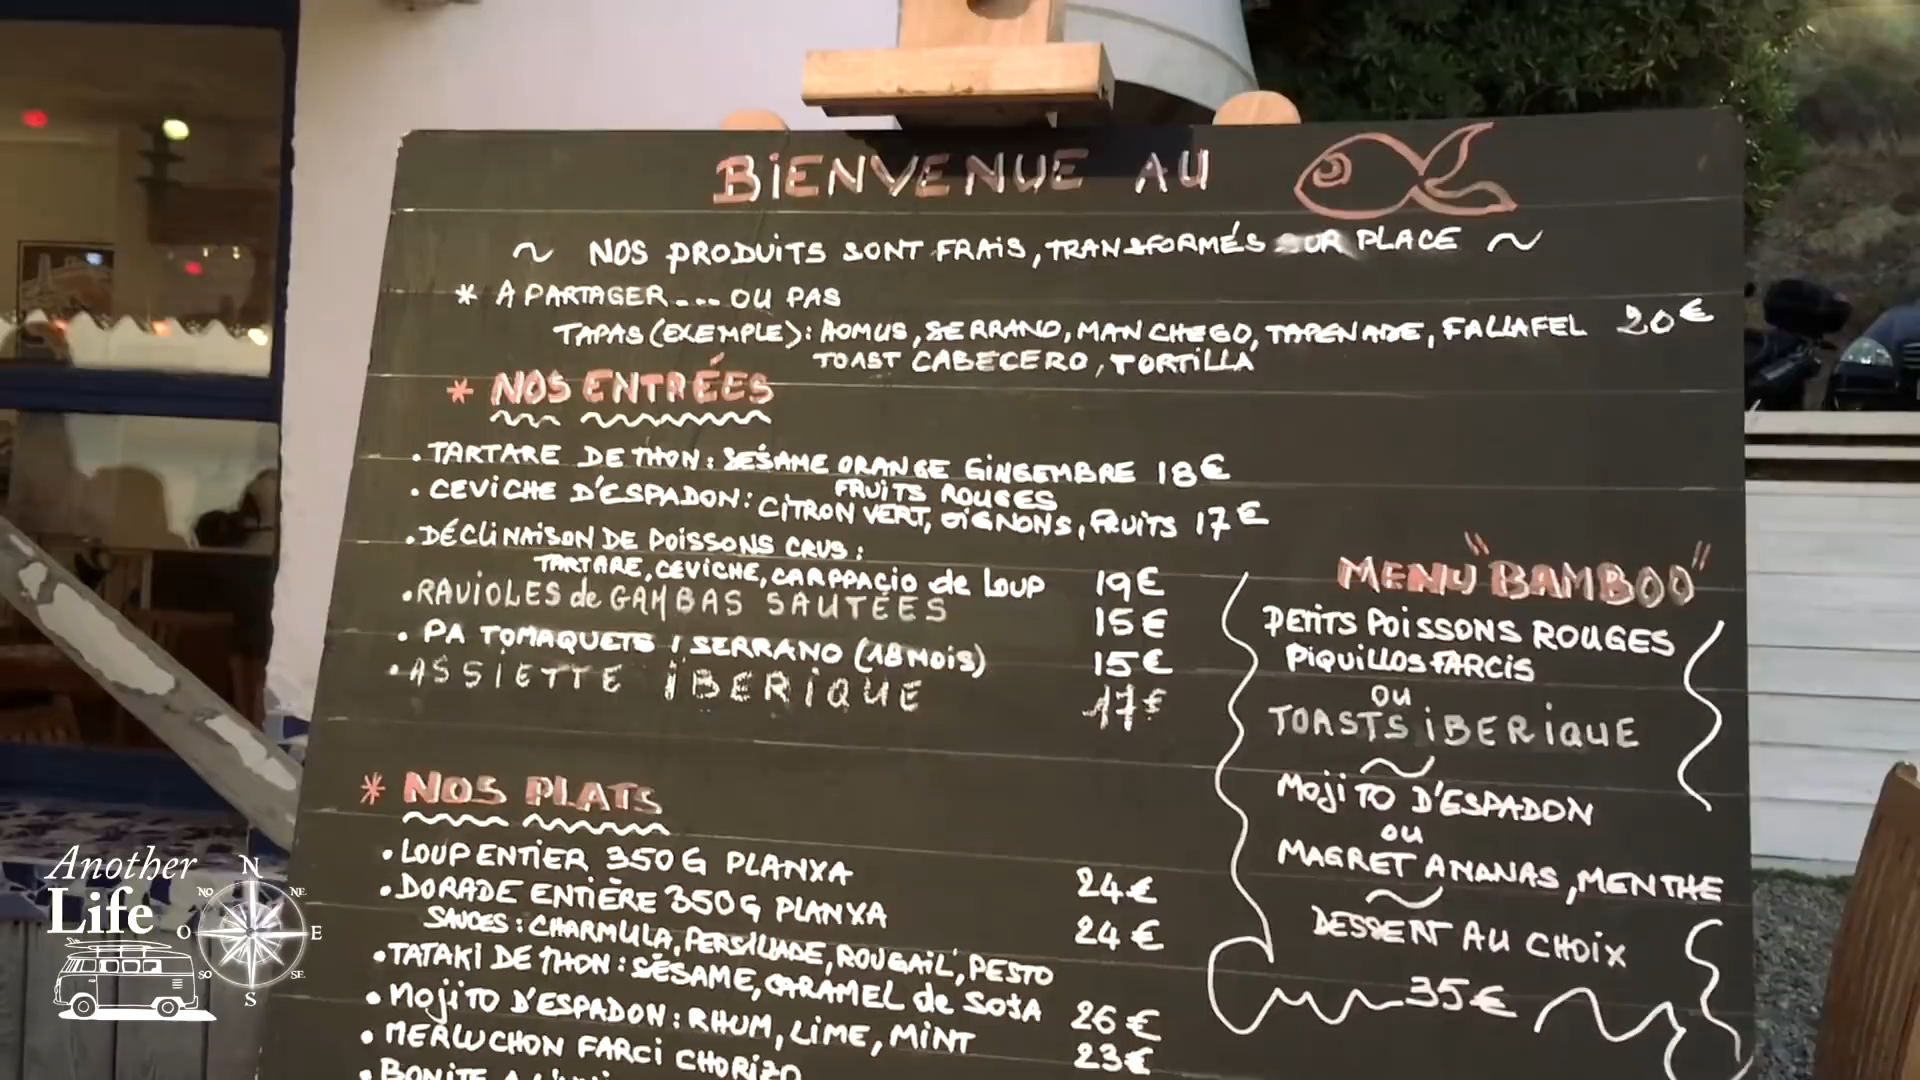 BIENVENUE AU
~ NOS PRODUITS SONT FRAIS, TRANSFORMÉS SUR PLACE ~
* A PARTAGER... OU PAS
TAPAS (EXEMPLE): HOMUS, SERRANO, MANCHEGO, TAPENADE, FALLAFEL 20€
TOAST CABECERO, TORTILLA
* NOS ENTRÉES
. TARTARE DE THON: SÉSAME ORANGE GINGEMBRE 18€
FRUITS ROUGES
. CEVICHE D'ESPADON: CITRON VERT, OIGNONS, FRUITS 17€
. DÉCLINAISON DE POISSONS CRUS:
TARTARE, CEVICHE, CARPPACIO de LOUP 19€
. RAVIOLES de GAMBAS SAUTÉES 15€
. PA TOMAQUETS / SERRANO (18 MOIS) 15€
. ASSIETTE IBERIQUE 17€
* NOS PLATS
. LOUP ENTIER 350G PLANXA 24€
. DORADE ENTIÈRE 350G PLANXA 24€
SAUCES: CHARMULA, PERSILLADE, ROUGAIL, PESTO
. TATAKI DE THON: SÉSAME, CARAMEL de SOJA 26€
. MOJITO D'ESPADON: RHUM, LIME, MINT 23€
. MERLUCHON FARCI CHORIZO
. BONITE A L'
MENU "BAMBOO"
PETITS POISSONS ROUGES
PIQUILLOS FARCIS
OU
TOASTS IBERIQUE
~
MOJITO D'ESPADON
OU
MAGRET ANANAS, MENTHE
~
DESSERT AU CHOIX
35€
Another
Life
N
NO NE
O E
SO SE
S